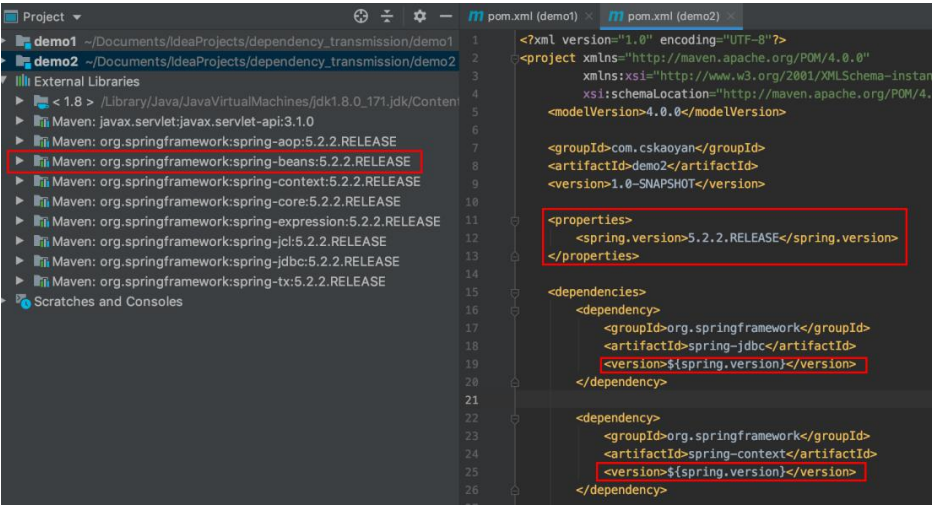 Project
demo1 ~/Documents/IdeaProjects/dependency_transmission/demo1
demo2 ~/Documents/IdeaProjects/dependency_transmission/demo2
External Libraries
< 1.8 > /Library/Java/JavaVirtualMachines/jdk1.8.0_171.jdk/Conten
Maven: javax.servlet:javax.servlet-api:3.1.0
Maven: org.springframework:spring-aop:5.2.2.RELEASE
Maven: org.springframework:spring-beans:5.2.2.RELEASE
Maven: org.springframework:spring-context:5.2.2.RELEASE
Maven: org.springframework:spring-core:5.2.2.RELEASE
Maven: org.springframework:spring-expression:5.2.2.RELEASE
Maven: org.springframework:spring-jcl:5.2.2.RELEASE
Maven: org.springframework:spring-jdbc:5.2.2.RELEASE
Maven: org.springframework:spring-tx:5.2.2.RELEASE
Scratches and Consoles
pom.xml (demo1) pom.xml (demo2)
1 <?xml version="1.0" encoding="UTF-8"?>
2 <project xmlns="http://maven.apache.org/POM/4.0.0"
3 xmlns:xsi="http://www.w3.org/2001/XMLSchema-instan
4 xsi:schemaLocation="http://maven.apache.org/POM/4.
5 <modelVersion>4.0.0</modelVersion>
6
7 <groupId>com.cskaoyan</groupId>
8 <artifactId>demo2</artifactId>
9 <version>1.0-SNAPSHOT</version>
10
11 <properties>
12 <spring.version>5.2.2.RELEASE</spring.version>
13 </properties>
14
15 <dependencies>
16 <dependency>
17 <groupId>org.springframework</groupId>
18 <artifactId>spring-jdbc</artifactId>
19 <version>${spring.version}</version>
20 </dependency>
21
22 <dependency>
23 <groupId>org.springframework</groupId>
24 <artifactId>spring-context</artifactId>
25 <version>${spring.version}</version>
26 </dependency>